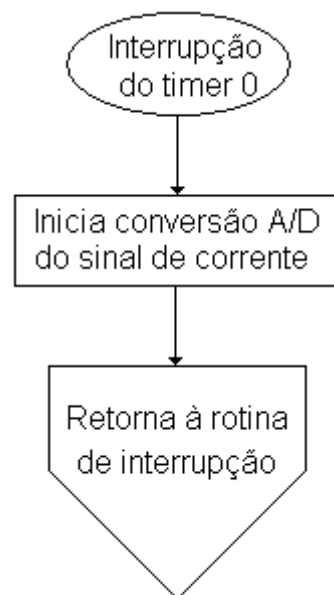 Interrupção
do timer 0
Inicia conversão A/D
do sinal de corrente
Retorna à rotina
de interrupção